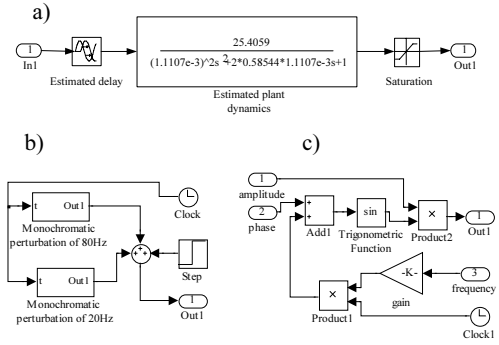 a)
1
In1
Estimated delay
25.4059
(1.1107e-3)^2s^2+2*0.58544*1.1107e-3s+1
Estimated plant
dynamics
Saturation
1
Out1
b)
t Out1
Monochromatic
perturbation of 80Hz
Clock
+ + +
Step
t Out1
Monochromatic
perturbation of 20Hz
1
Out1
c)
1
amplitude
2
phase
+
+
Add1
sin
Trigonometric
Function
×
Product2
1
Out1
-K-
gain
3
frequency
×
Product1
Clock1